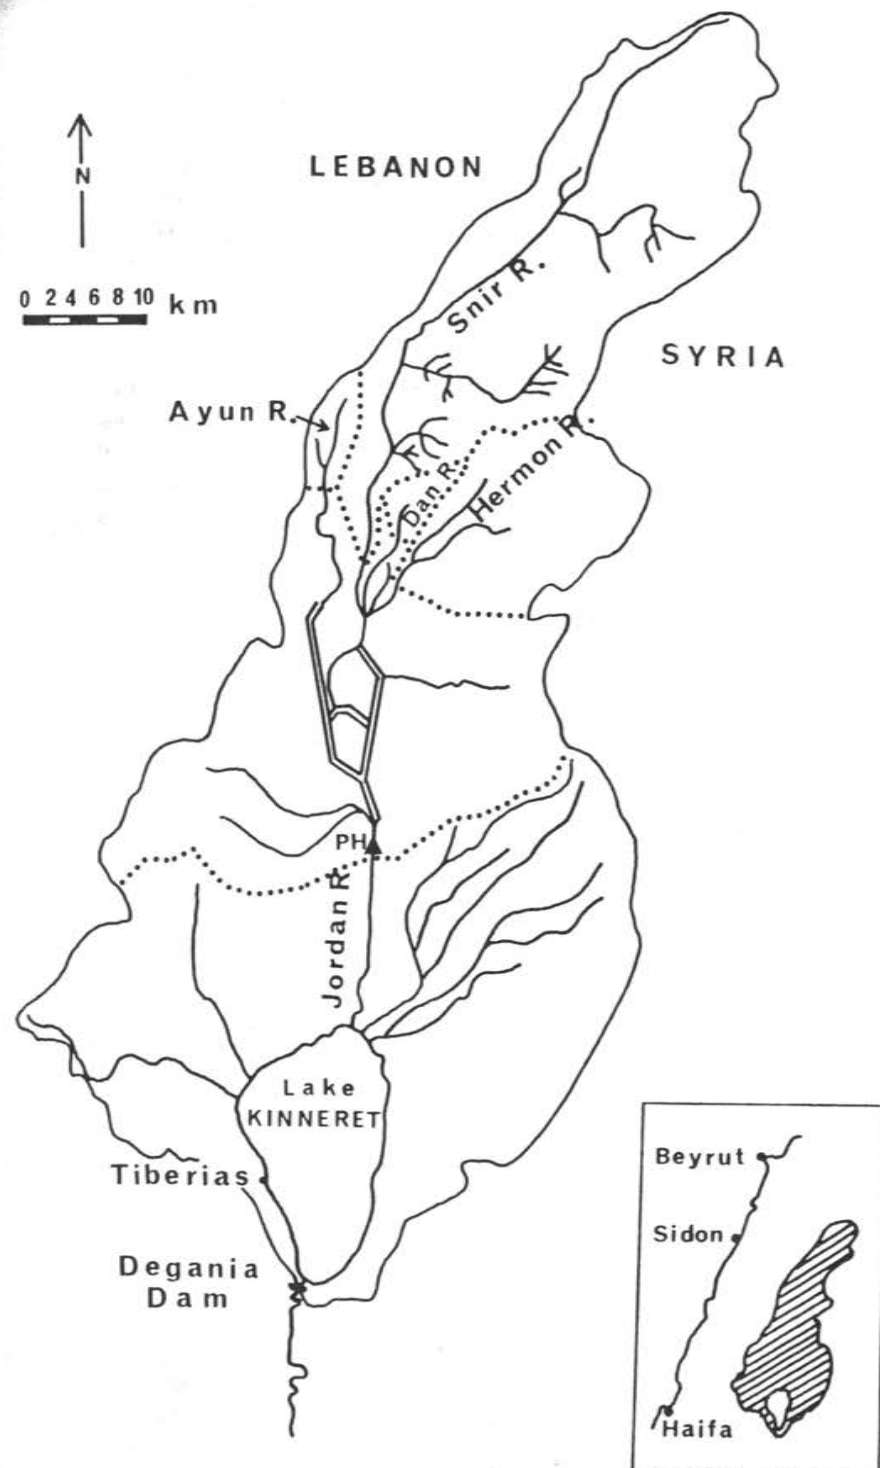 LEBANON
N
0 2 4 6 8 10 km
Snir R.
SYRIA
Ayun R.
Hermon R.
Dan R.
PH
Jordan R
Lake
KINNERET
Beyrut
Tiberias
Sidon
Degania
Dam
Haifa